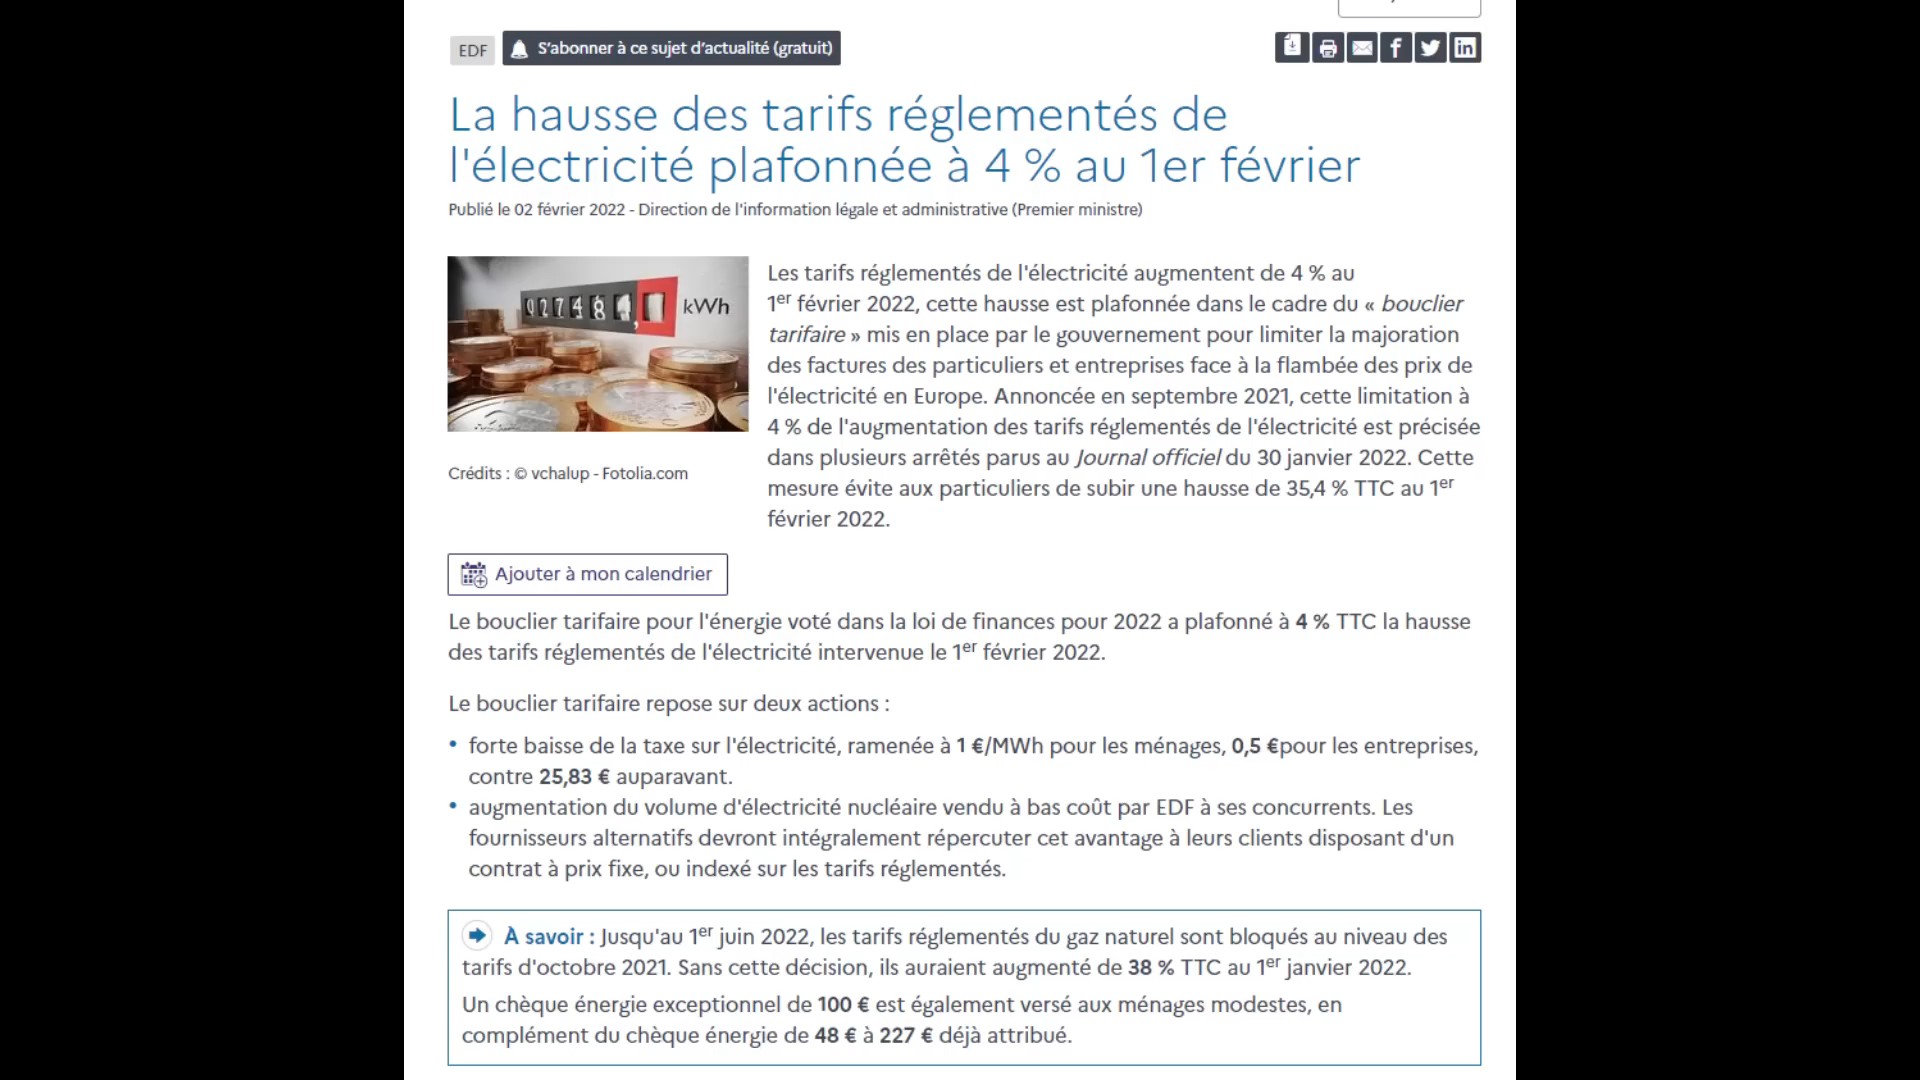 EDF
S'abonner à ce sujet d'actualité (gratuit)
La hausse des tarifs réglementés de
l'électricité plafonnée à 4 % au 1er février
Publié le 02 février 2022 - Direction de l'information légale et administrative (Premier ministre)
kWh
Crédits : © vchalup - Fotolia.com
Les tarifs réglementés de l'électricité augmentent de 4 % au
1er février 2022, cette hausse est plafonnée dans le cadre du « bouclier
tarifaire » mis en place par le gouvernement pour limiter la majoration
des factures des particuliers et entreprises face à la flambée des prix de
l'électricité en Europe. Annoncée en septembre 2021, cette limitation à
4 % de l'augmentation des tarifs réglementés de l'électricité est précisée
dans plusieurs arrêtés parus au Journal officiel du 30 janvier 2022. Cette
mesure évite aux particuliers de subir une hausse de 35,4 % TTC au 1er
février 2022.
Ajouter à mon calendrier
Le bouclier tarifaire pour l'énergie voté dans la loi de finances pour 2022 a plafonné à 4 % TTC la hausse
des tarifs réglementés de l'électricité intervenue le 1er février 2022.
Le bouclier tarifaire repose sur deux actions :
• forte baisse de la taxe sur l'électricité, ramenée à 1 €/MWh pour les ménages, 0,5 €pour les entreprises,
contre 25,83 € auparavant.
• augmentation du volume d'électricité nucléaire vendu à bas coût par EDF à ses concurrents. Les
fournisseurs alternatifs devront intégralement répercuter cet avantage à leurs clients disposant d'un
contrat à prix fixe, ou indexé sur les tarifs réglementés.
À savoir : Jusqu'au 1er juin 2022, les tarifs réglementés du gaz naturel sont bloqués au niveau des
tarifs d'octobre 2021. Sans cette décision, ils auraient augmenté de 38 % TTC au 1er janvier 2022.
Un chèque énergie exceptionnel de 100 € est également versé aux ménages modestes, en
complément du chèque énergie de 48 € à 227 € déjà attribué.